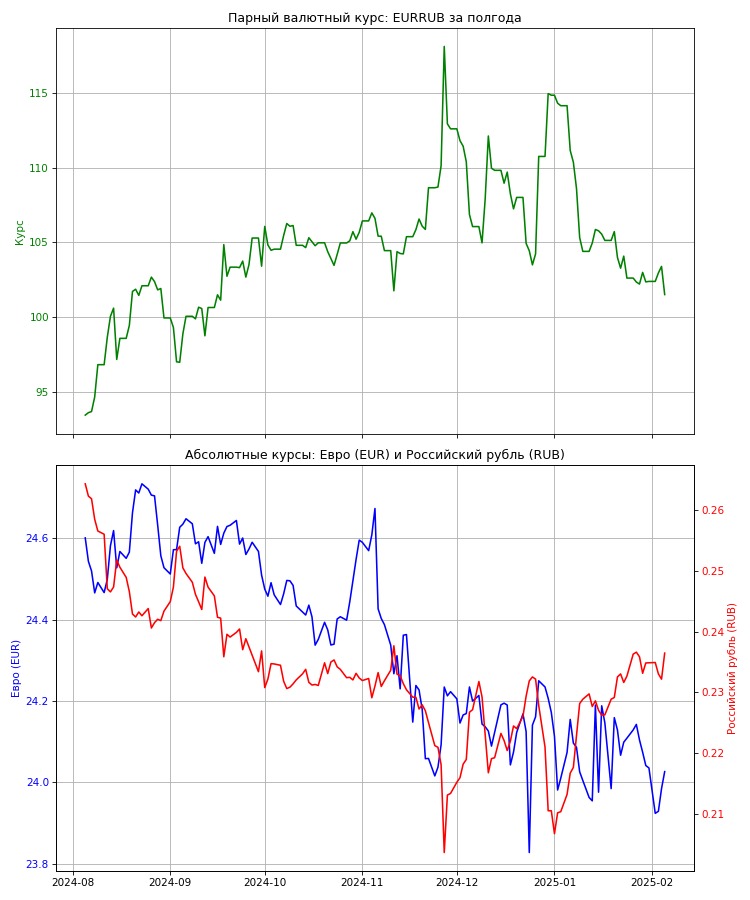 Парный валютный курс: EURRUB за полгода
115
110
105
100
95
Курс
Абсолютные курсы: Евро (EUR) и Российский рубль (RUB)
24.6
24.4
24.2
24.0
23.8
Евро (EUR)
0.26
0.25
0.24
0.23
0.22
0.21
Российский рубль (RUB)
2024-08 2024-09 2024-10 2024-11 2024-12 2025-01 2025-02